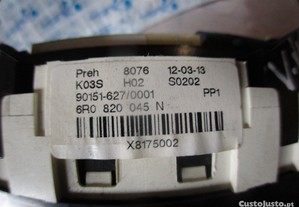 Preh 8076 12-03-13
K03S H02 S0202
90151-627/0001 PP1
6R0 820 045 N
X8175002
CustoJusto.pt